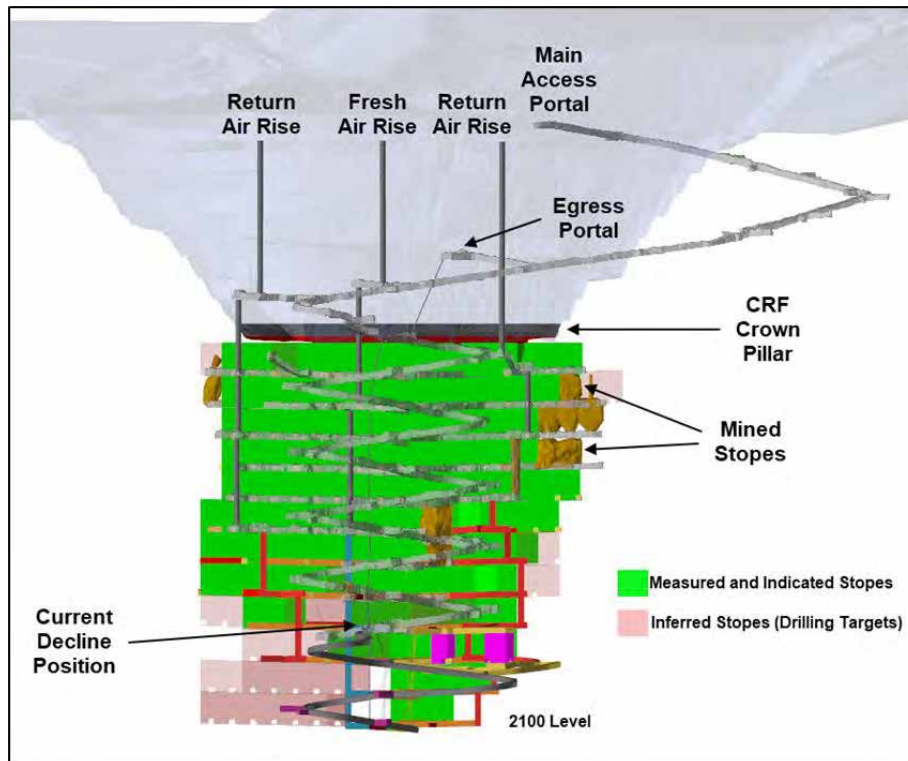 Main
Access
Portal
Return
Air Rise
Fresh
Air Rise
Return
Air Rise
Egress
Portal
CRF
Crown
Pillar
Mined
Stopes
Measured and Indicated Stopes
Inferred Stopes (Drilling Targets)
Current
Decline
Position
2100 Level